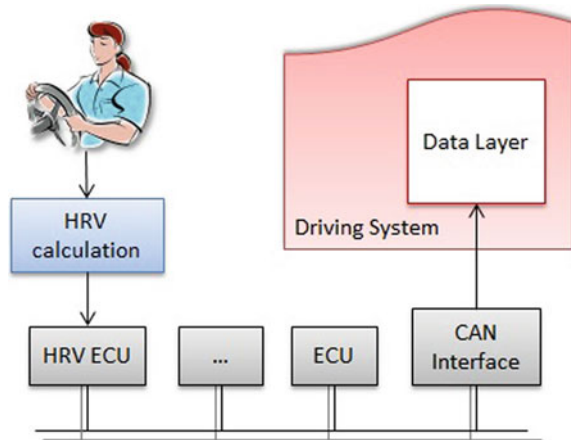 Data Layer
HRV
calculation
Driving System
HRV ECU
...
ECU
CAN
Interface